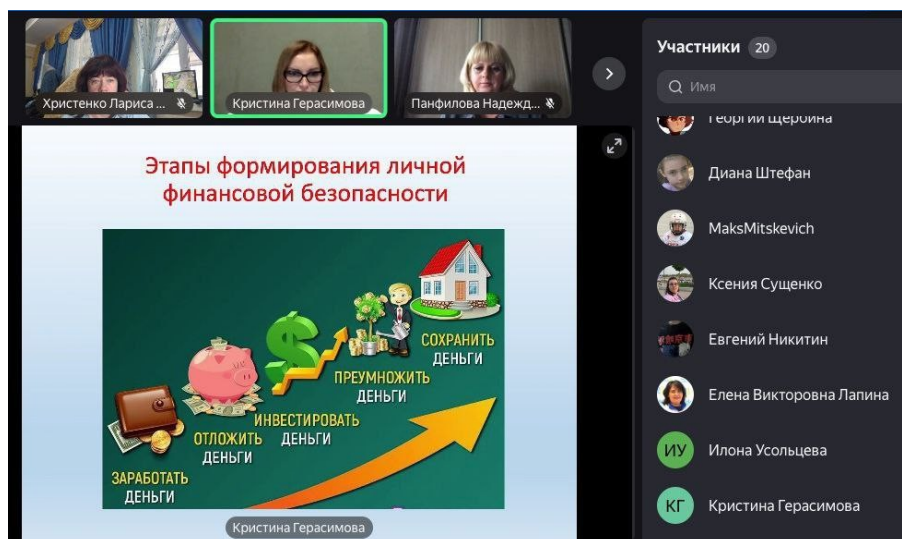 Христенко Лариса ...
Кристина Герасимова
Панфилова Надежд...
Этапы формирования личной
финансовой безопасности
ЗАРАБОТАТЬ
ДЕНЬГИ
ОТЛОЖИТЬ
ДЕНЬГИ
ИНВЕСТИРОВАТЬ
ДЕНЬГИ
ПРЕУМНОЖИТЬ
ДЕНЬГИ
СОХРАНИТЬ
ДЕНЬГИ
Кристина Герасимова
Участники 20
Имя
Георгий Щербина
Диана Штефан
MaksMitskevich
Ксения Сущенко
Евгений Никитин
Елена Викторовна Лапина
ИУ Илона Усольцева
КГ Кристина Герасимова